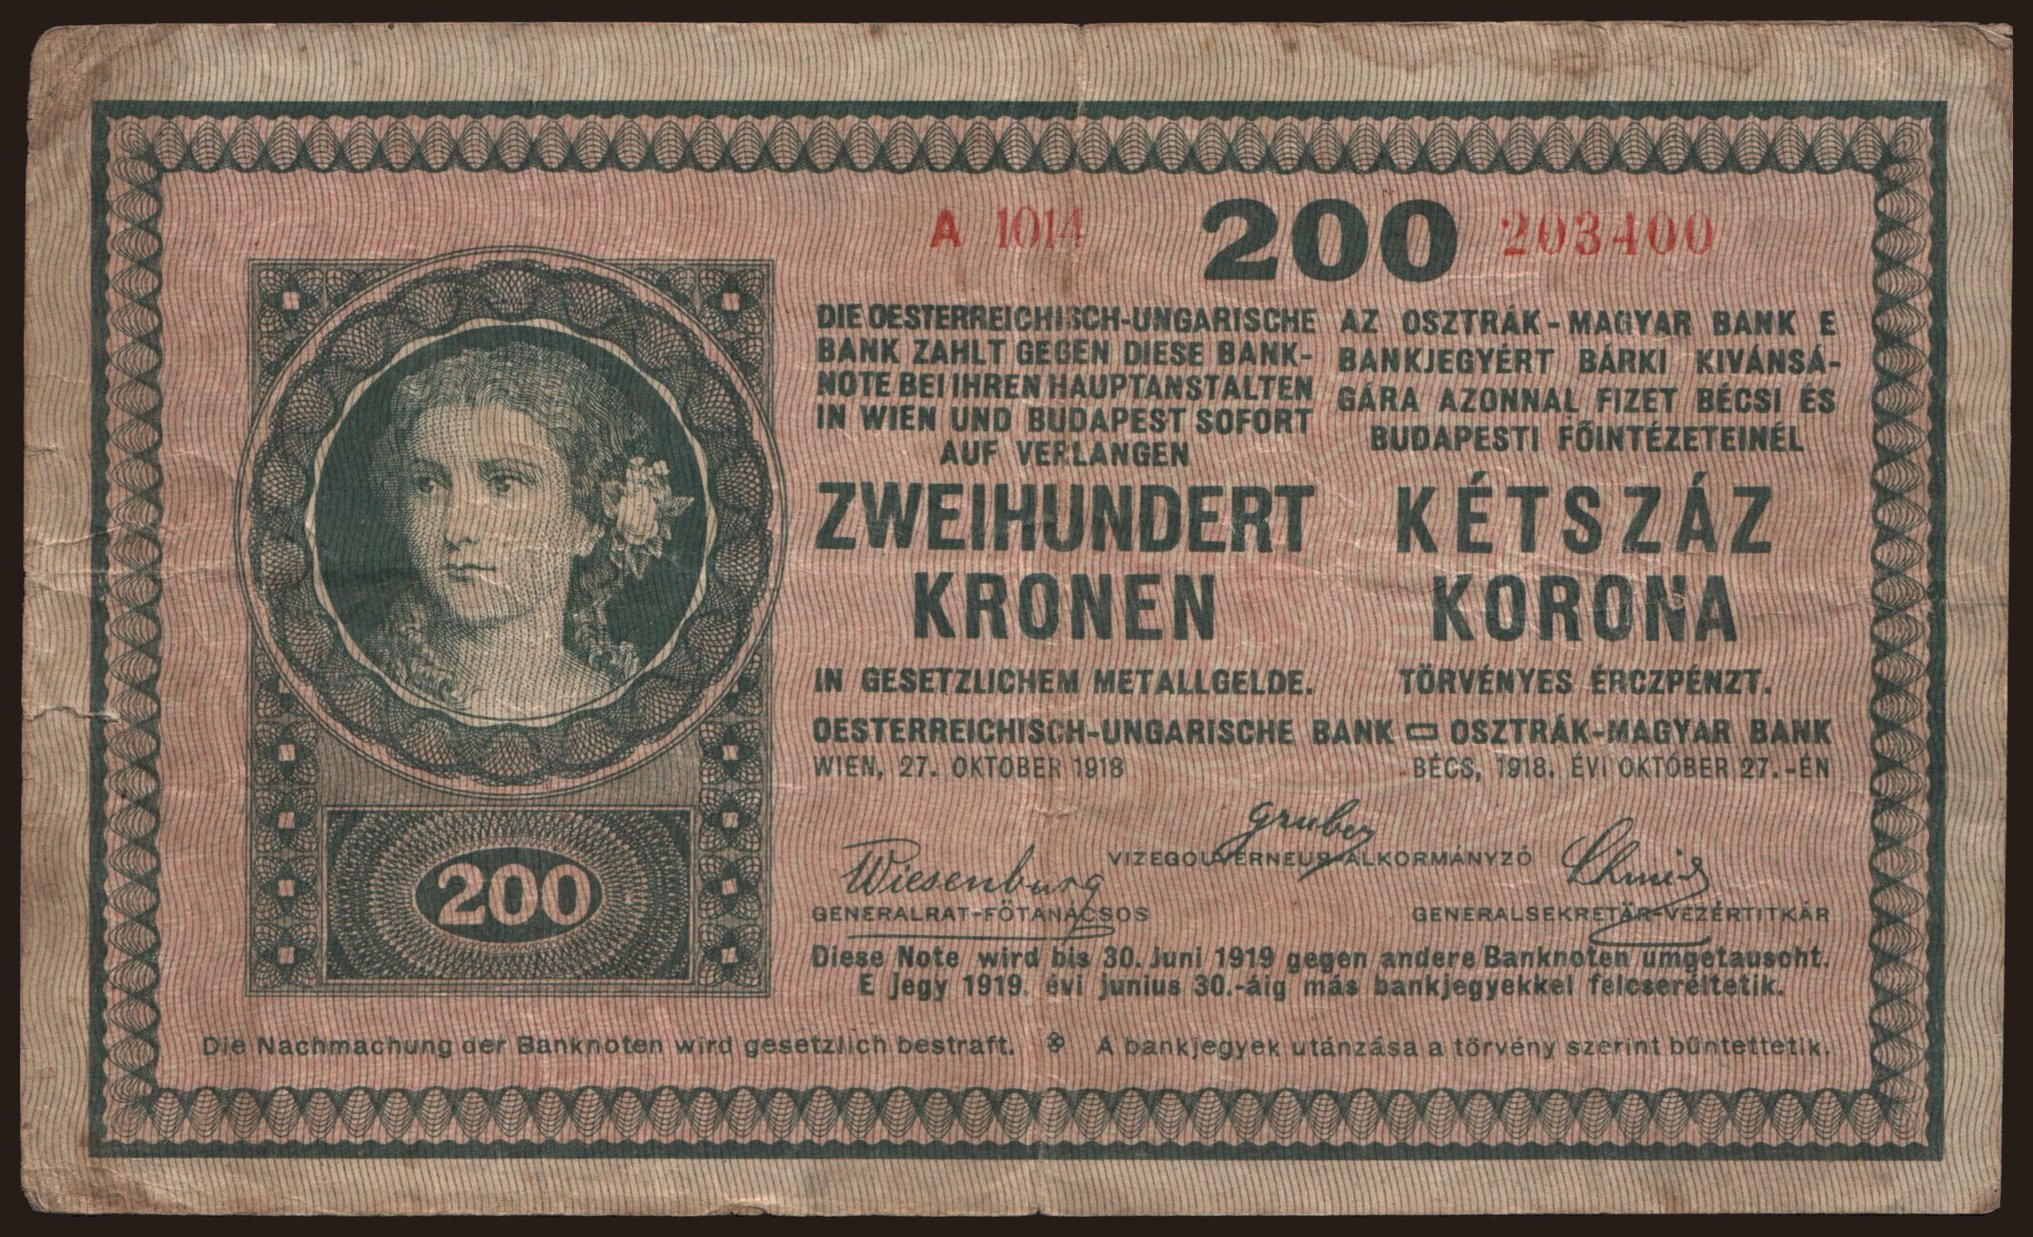 A 1014 200 203400
DIE OESTERREICHISCH-UNGARISCHE
BANK ZAHLT GEGEN DIESE BANK-
NOTE BEI IHREN HAUPTANSTALTEN
IN WIEN UND BUDAPEST SOFORT
AUF VERLANGEN
ZWEIHUNDERT
KRONEN
IN GESETZLICHEM METALLGELDE.
AZ OSZTRÁK-MAGYAR BANK E
BANKJEGYÉRT BÁRKI KIVÁNSÁ-
GÁRA AZONNAL FIZET BÉCSI ÉS
BUDAPESTI FŐINTÉZETEINÉL
KÉTSZÁZ
KORONA
TÖRVÉNYES ÉRCZPÉNZT.
OESTERREICHISCH-UNGARISCHE BANK OSZTRÁK-MAGYAR BANK
WIEN, 27. OKTOBER 1918 BÉCS, 1918. ÉVI OKTÓBER 27.-ÉN
Gruber
VIZEGOUVERNEUR-ALKORMÁNYZÓ
Wiesenburg
GENERALRAT-FŐTANÁCSOS
Schmid
GENERALSEKRETÄR-VEZÉRTITKÁR
200
Diese Note wird bis 30. Juni 1919 gegen andere Banknoten umgetauscht.
E jegy 1919. évi junius 30.-áig más bankjegyekkel felcseréltetik.
Die Nachmachung der Banknoten wird gesetzlich bestraft. A bankjegyek utánzása a törvény szerint büntettetik.